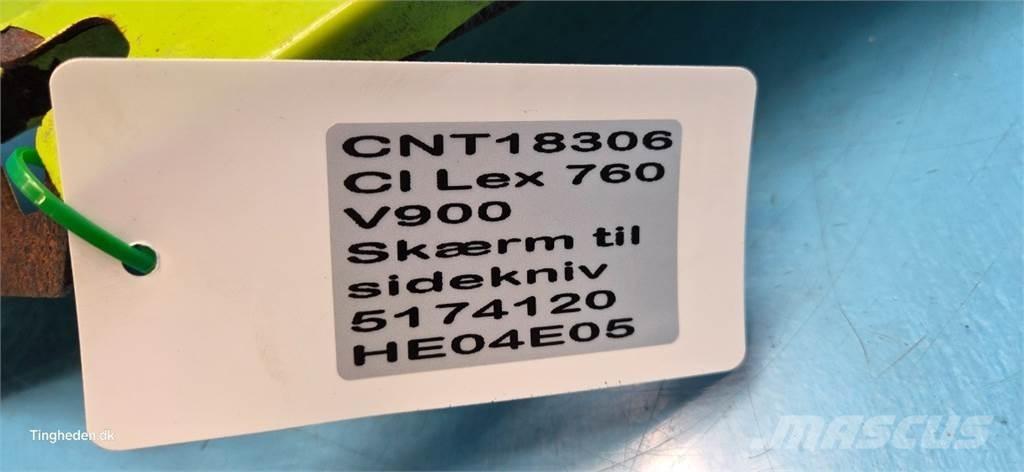 CNT18306
Cl Lex 760
V900
Skærm til
sidekniv
5174120
HE04E05
Tingheden.dk
MASCUS